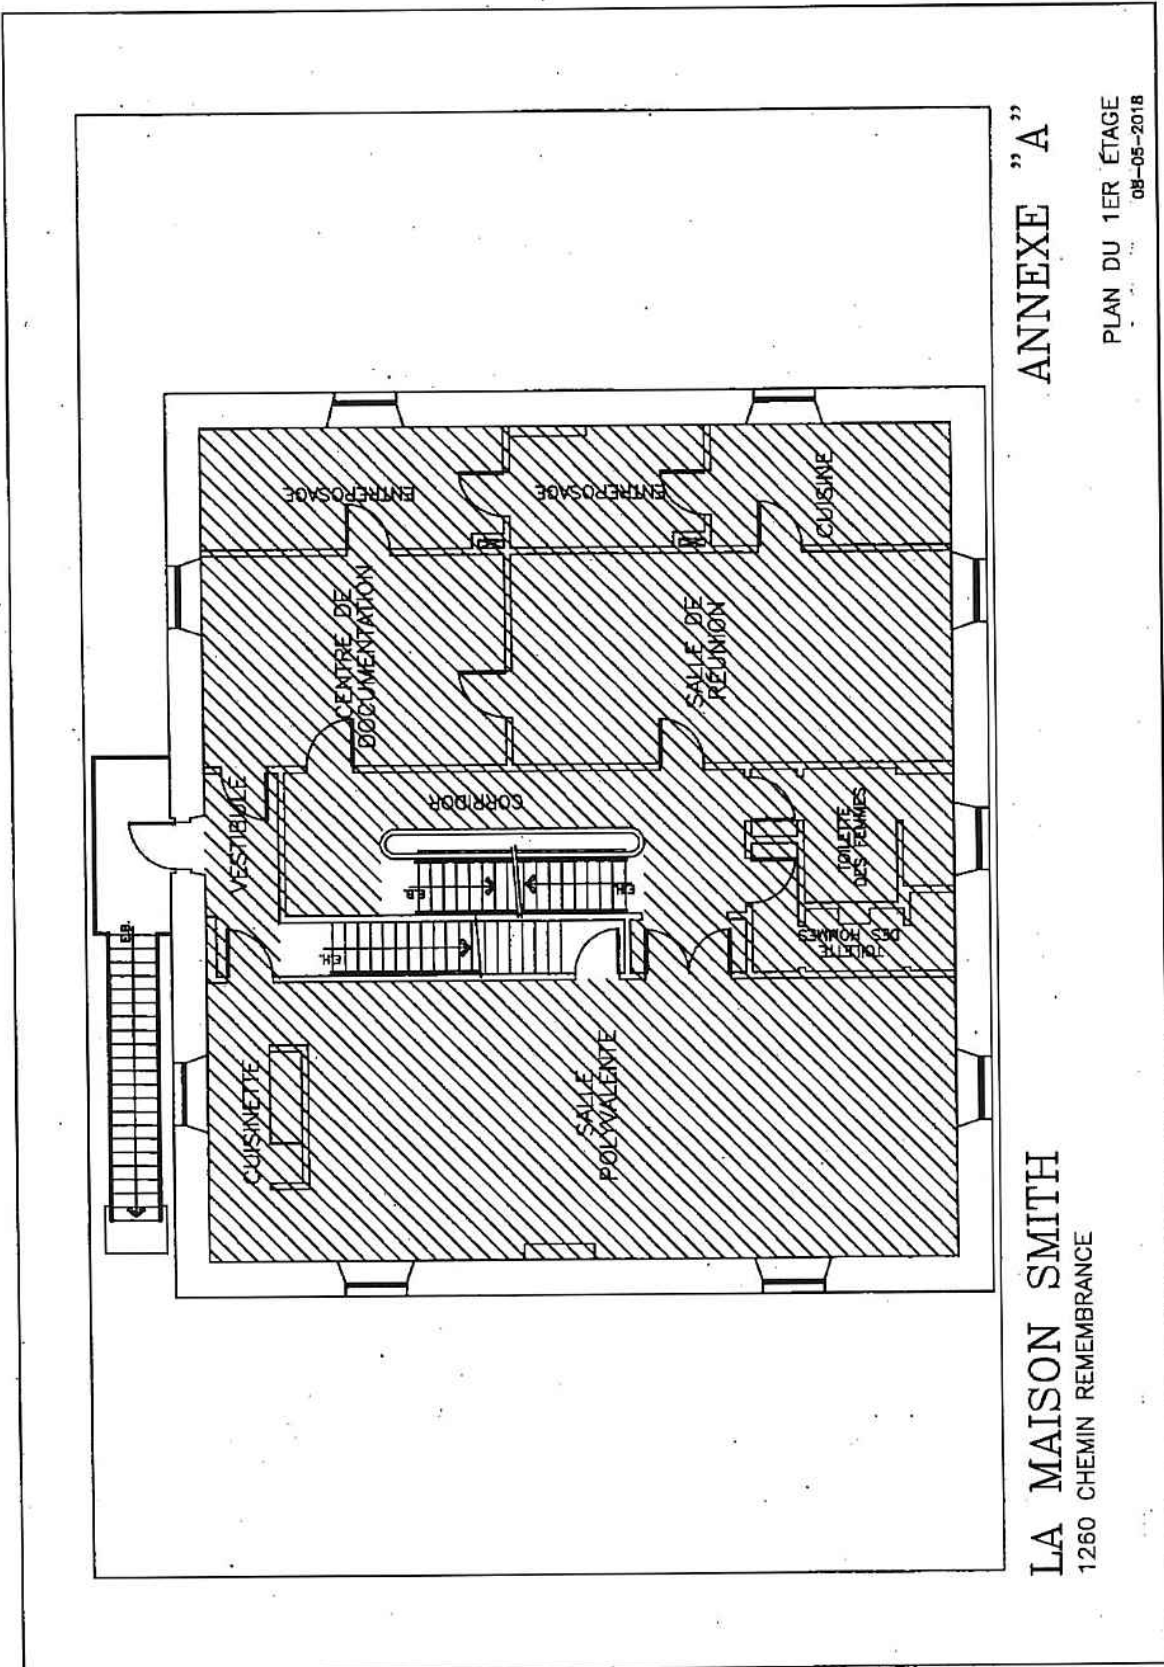 VESTIBULE
CUISINETTE
CENTRE DE
DOCUMENTATION
ENTREPOSAGE
E.B.
E.H.
E.B.
E.H.
CORRIDOR
ENTREPOSAGE
SALLE
POLYVALENTE
SALLE DE
RÉUNION
TOILETTE
DES HOMMES
TOILETTE
DES FEMMES
CUISINE
LA MAISON SMITH
1260 CHEMIN REMEMBRANCE
ANNEXE "A"
PLAN DU 1ER ÉTAGE
08-05-2018